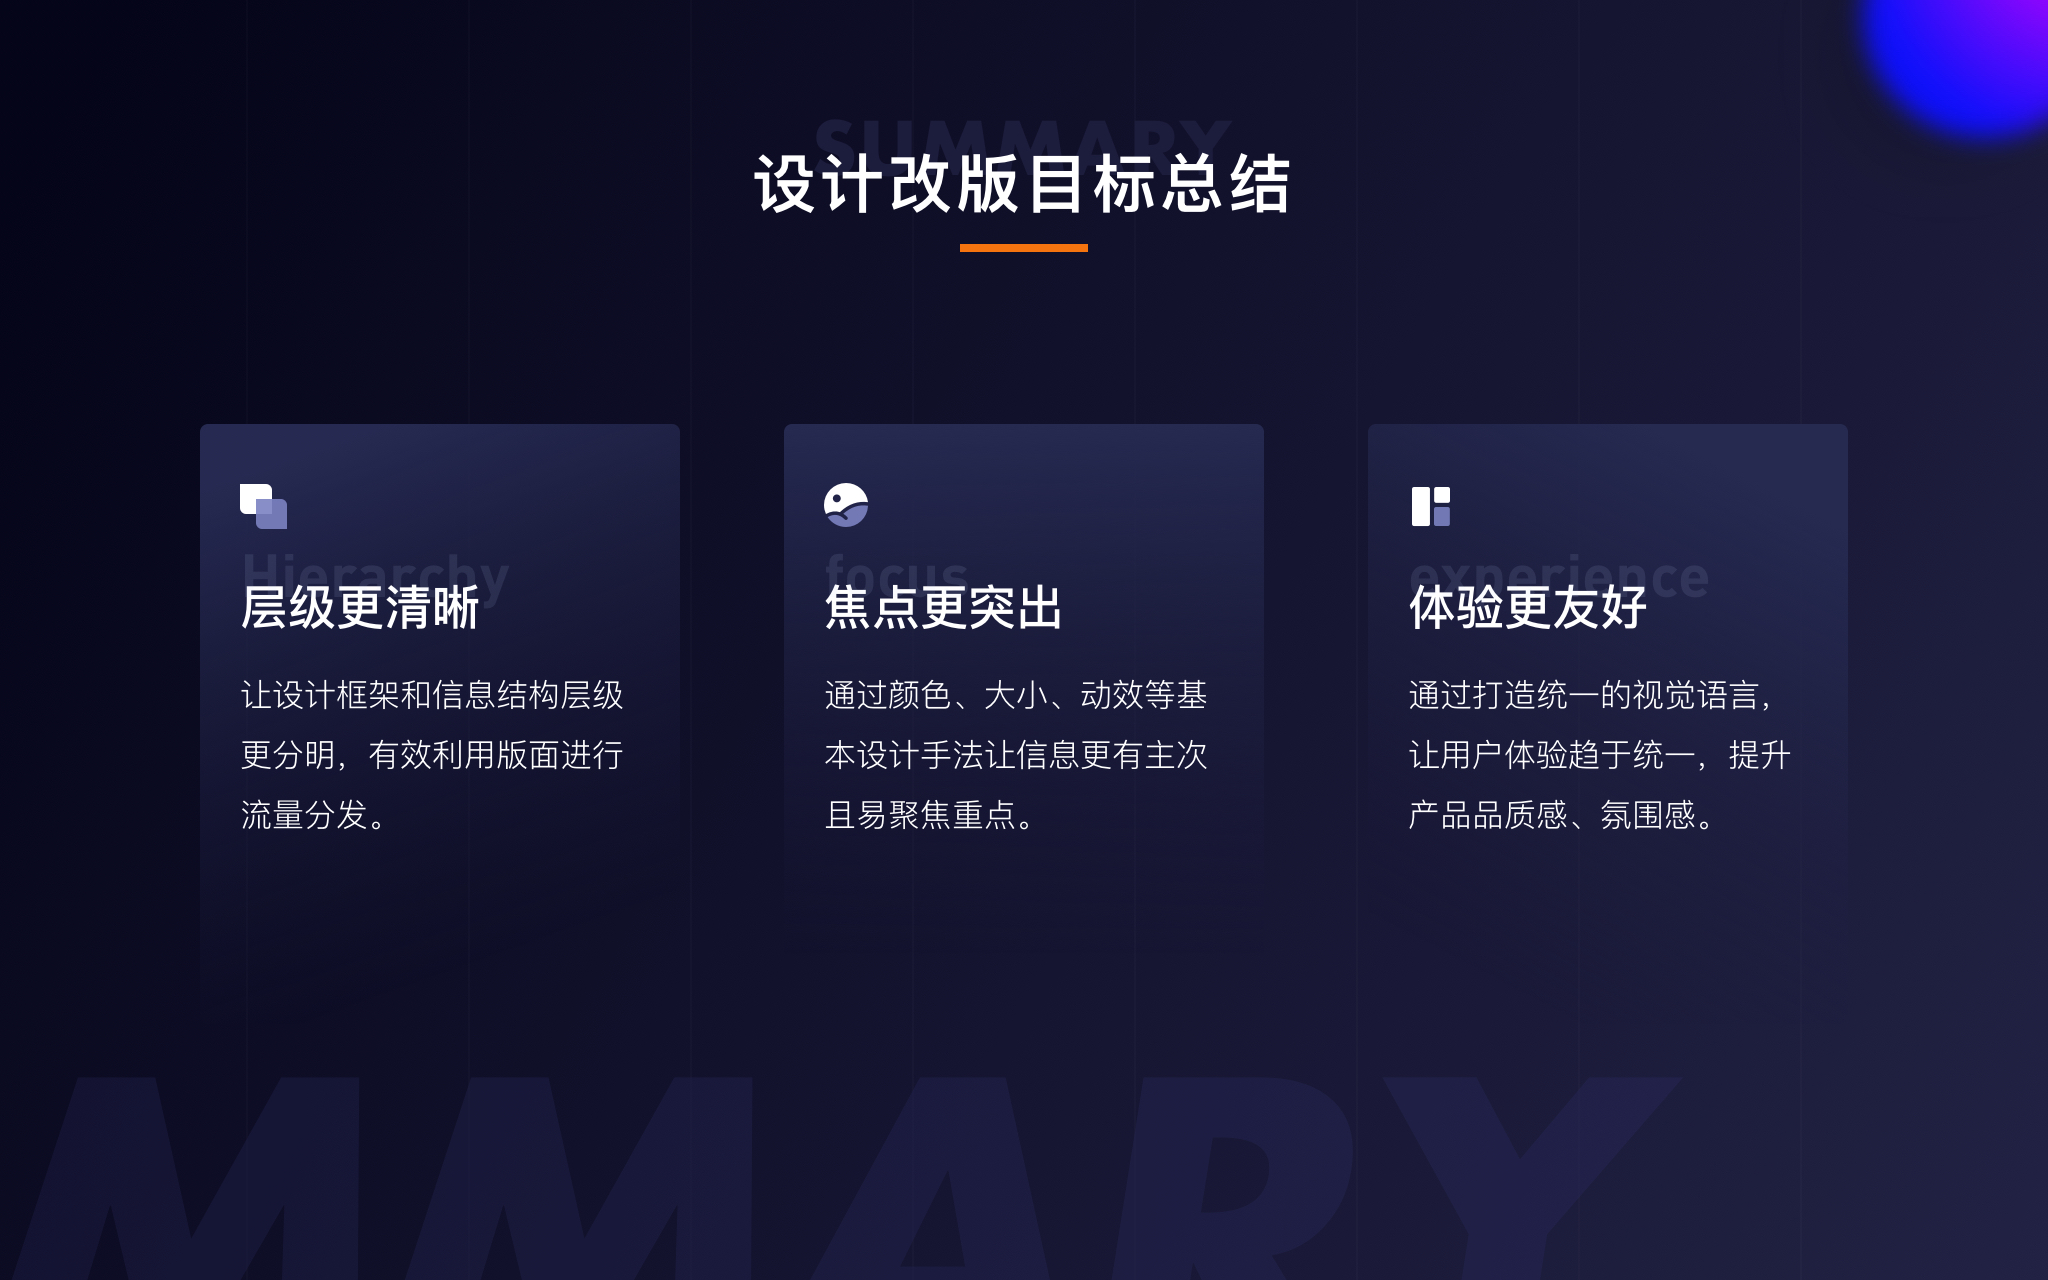 SUMMARY
设计改版目标总结
Hierarchy
层级更清晰
让设计框架和信息结构层级
更分明，有效利用版面进行
流量分发。
focus
焦点更突出
通过颜色、大小、动效等基
本设计手法让信息更有主次
且易聚焦重点。
experience
体验更友好
通过打造统一的视觉语言，
让用户体验趋于统一，提升
产品品质感、氛围感。
MMARY